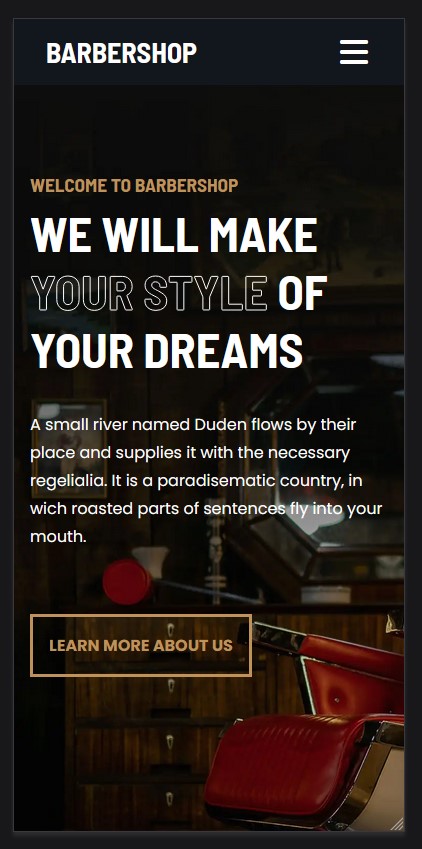 BARBERSHOP
WELCOME TO BARBERSHOP
WE WILL MAKE
YOUR STYLE OF
YOUR DREAMS
A small river named Duden flows by their
place and supplies it with the necessary
regelialia. It is a paradisematic country, in
wich roasted parts of sentences fly into your
mouth.
LEARN MORE ABOUT US